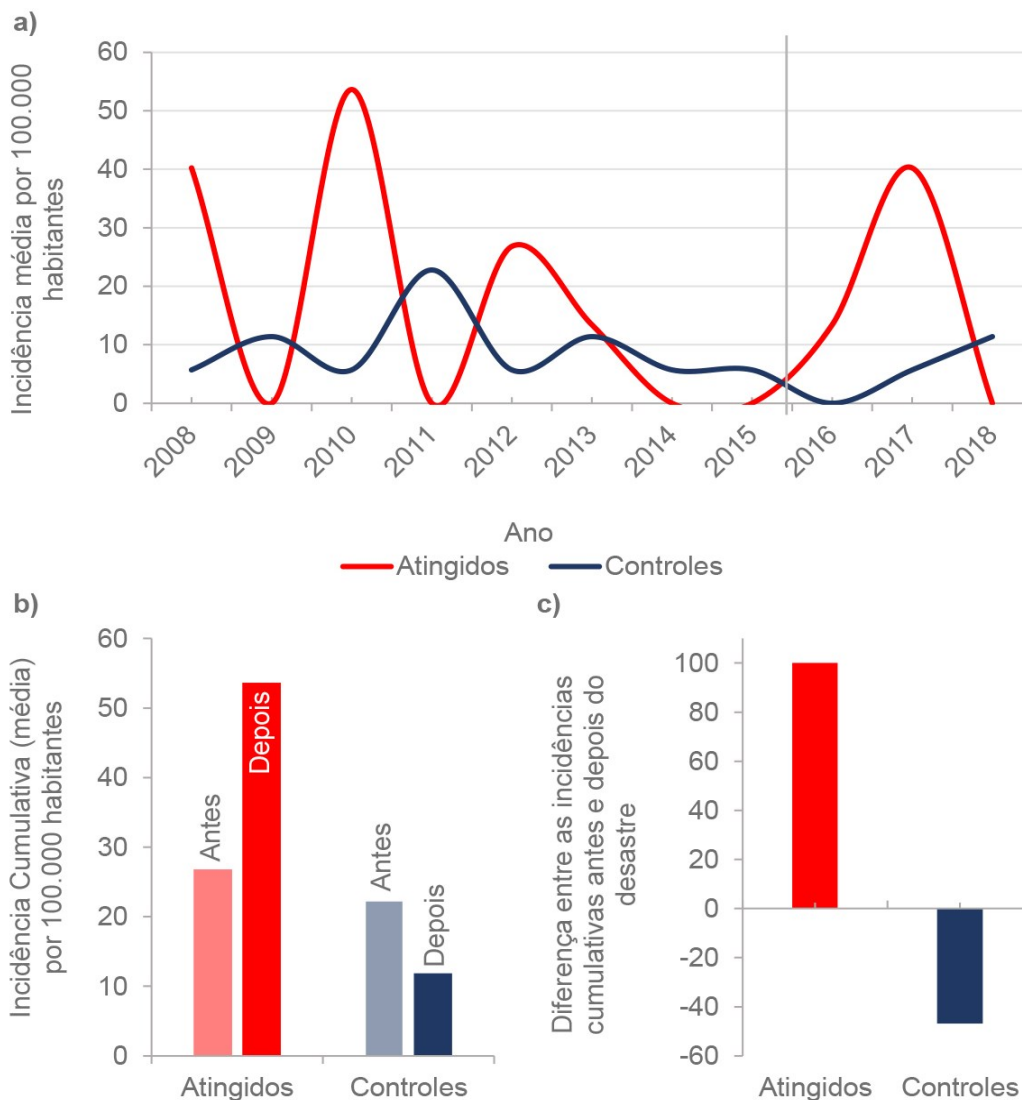 a)
Incidência média por 100.000
habitantes
60
50
40
30
20
10
0
2008
2009
2010
2011
2012
2013
2014
2015
2016
2017
2018
Ano
Atingidos
Controles
b)
Incidência Cumulativa (média)
por 100.000 habitantes
60
50
40
30
20
10
0
Antes
Depois
Antes
Depois
Atingidos
Controles
c)
Diferença entre as incidências
cumulativas antes e depois do
desastre
100
80
60
40
20
0
-20
-40
-60
Atingidos
Controles